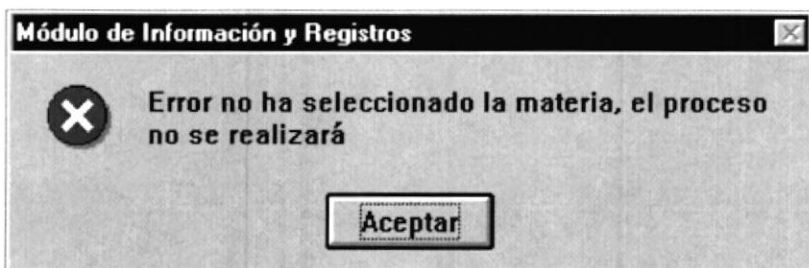 Módulo de Información y Registros
Error no ha seleccionado la materia, el proceso
no se realizará
Aceptar